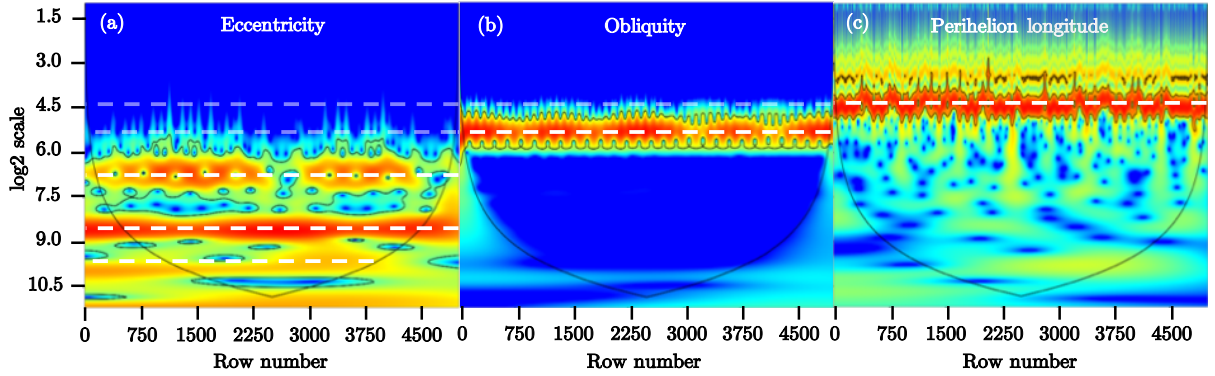 (a) Eccentricity
(b) Obliquity
(c) Perihelion longitude
log2 scale
1.5
3.0
4.5
6.0
7.5
9.0
10.5
0 750 1500 2250 3000 3750 4500
0 750 1500 2250 3000 3750 4500
0 750 1500 2250 3000 3750 4500
Row number
Row number
Row number